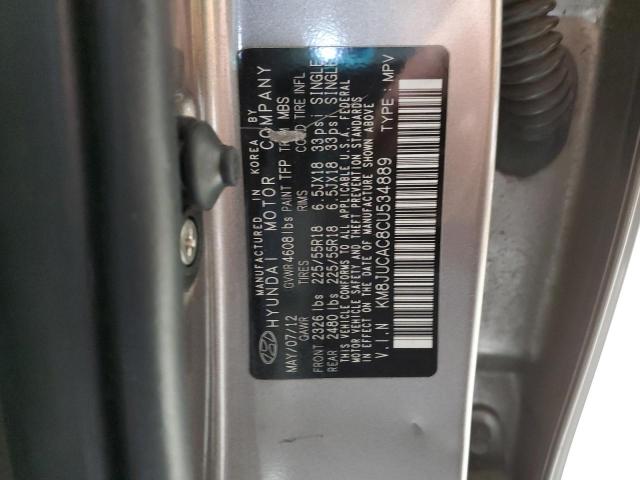 MANUFACTURED IN KOREA BY
HYUNDAI MOTOR COMPANY
MAY/07/12 GVWR 4608lbs PAINT TFP TRIM MBS
GAWR TIRES RIMS COLD TIRE INFL
FRONT 2326 lbs 225/55R18 6.5JX18 33psi SINGLE
REAR 2480 lbs 225/55R18 6.5JX18 33psi SINGLE
THIS VEHICLE CONFORMS TO ALL APPLICABLE U.S.A. FEDERAL
MOTOR VEHICLE SAFETY AND THEFT PREVENTION STANDARDS
IN EFFECT ON THE DATE OF MANUFACTURE SHOWN ABOVE
V.I.N KM8JUCAC8CU534889 TYPE : MPV